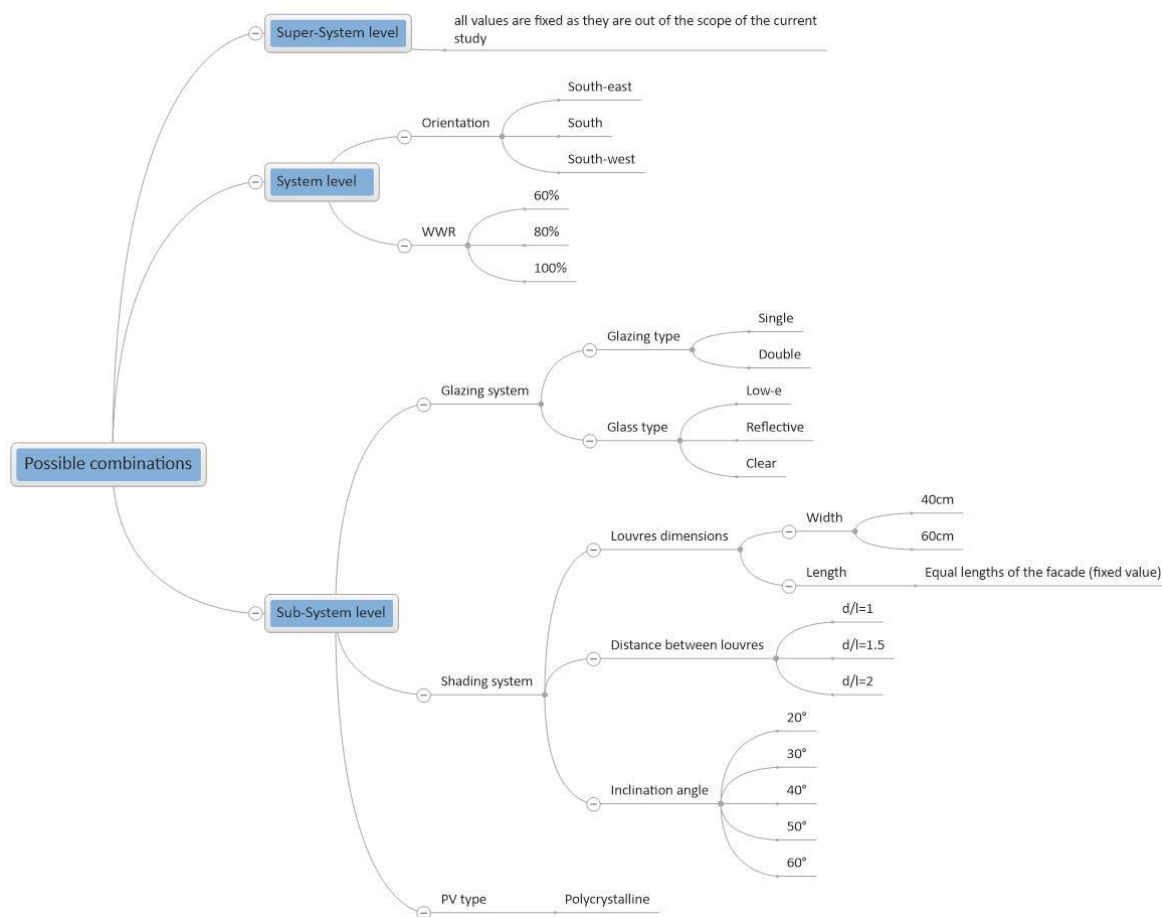 Super-System level
all values are fixed as they are out of the scope of the current
study
South-east
Orientation
South
South-west
System level
60%
WWR
80%
100%
Single
Glazing type
Double
Glazing system
Low-e
Glass type
Reflective
Clear
Possible combinations
40cm
Width
60cm
Louvres dimensions
Length
Equal lengths of the facade (fixed value)
Sub-System level
d/l=1
Distance between louvres
d/l=1.5
d/l=2
Shading system
20°
30°
Inclination angle
40°
50°
60°
PV type
Polycrystalline